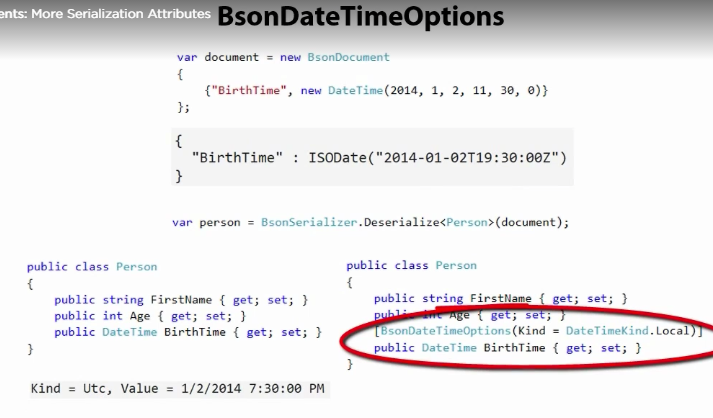 ents: More Serialization Attributes
BsonDateTimeOptions
var document = new BsonDocument
{
{"BirthTime", new DateTime(2014, 1, 2, 11, 30, 0)}
};
{
"BirthTime" : ISODate("2014-01-02T19:30:00Z")
}
var person = BsonSerializer.Deserialize<Person>(document);
public class Person
{
public string FirstName { get; set; }
public int Age { get; set; }
public DateTime BirthTime { get; set; }
}
Kind = Utc, Value = 1/2/2014 7:30:00 PM
public class Person
{
public string FirstName { get; set; }
public int Age { get; set; }
[BsonDateTimeOptions(Kind = DateTimeKind.Local)]
public DateTime BirthTime { get; set; }
}